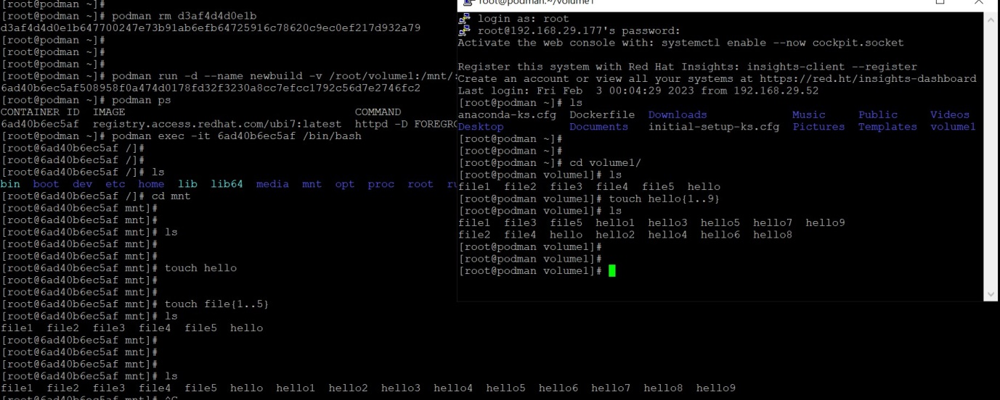 [root@podman ~]#
[root@podman ~]# podman rm d3af4d4d0e1b
d3af4d4d0e1b647700247e73b91ab6efb64725916c78620c9ec0ef217d932a79
[root@podman ~]#
[root@podman ~]#
[root@podman ~]#
[root@podman ~]# podman run -d --name newbuild -v /root/volume1:/mnt/:
6ad40b6ec5af508958f0a474d0178fd32f3230a8cc7efcc1792c56d7e2746fc2
[root@podman ~]# podman ps
CONTAINER ID  IMAGE  COMMAND
6ad40b6ec5af  registry.access.redhat.com/ubi7:latest  httpd -D FOREGRO
[root@podman ~]# podman exec -it 6ad40b6ec5af /bin/bash
[root@6ad40b6ec5af /]#
[root@6ad40b6ec5af /]#
[root@6ad40b6ec5af /]# ls
bin  boot  dev  etc  home  lib  lib64  media  mnt  opt  proc  root  ru
[root@6ad40b6ec5af /]# cd mnt
[root@6ad40b6ec5af mnt]#
[root@6ad40b6ec5af mnt]#
[root@6ad40b6ec5af mnt]# ls
[root@6ad40b6ec5af mnt]#
[root@6ad40b6ec5af mnt]#
[root@6ad40b6ec5af mnt]# touch hello
[root@6ad40b6ec5af mnt]#
[root@6ad40b6ec5af mnt]#
[root@6ad40b6ec5af mnt]# touch file{1..5}
[root@6ad40b6ec5af mnt]# ls
file1  file2  file3  file4  file5  hello
[root@6ad40b6ec5af mnt]#
[root@6ad40b6ec5af mnt]#
[root@6ad40b6ec5af mnt]#
[root@6ad40b6ec5af mnt]# ls
file1  file2  file3  file4  file5  hello  hello1  hello2  hello3  hello4  hello5  hello6  hello7  hello8  hello9
[root@6ad40b6ec5af mnt]# ^C
root@podman:~/volume1
login as: root
root@192.168.29.177's password:
Activate the web console with: systemctl enable --now cockpit.socket
Register this system with Red Hat Insights: insights-client --register
Create an account or view all your systems at https://red.ht/insights-dashboard
Last login: Fri Feb  3 00:04:29 2023 from 192.168.29.52
[root@podman ~]# ls
anaconda-ks.cfg  Dockerfile  Downloads  Music  Public  Videos
Desktop  Documents  initial-setup-ks.cfg  Pictures  Templates  volume1
[root@podman ~]#
[root@podman ~]#
[root@podman ~]# cd volume1/
[root@podman volume1]# ls
file1  file2  file3  file4  file5  hello
[root@podman volume1]# touch hello{1..9}
[root@podman volume1]# ls
file1  file3  file5  hello1  hello3  hello5  hello7  hello9
file2  file4  hello  hello2  hello4  hello6  hello8
[root@podman volume1]#
[root@podman volume1]#
[root@podman volume1]#